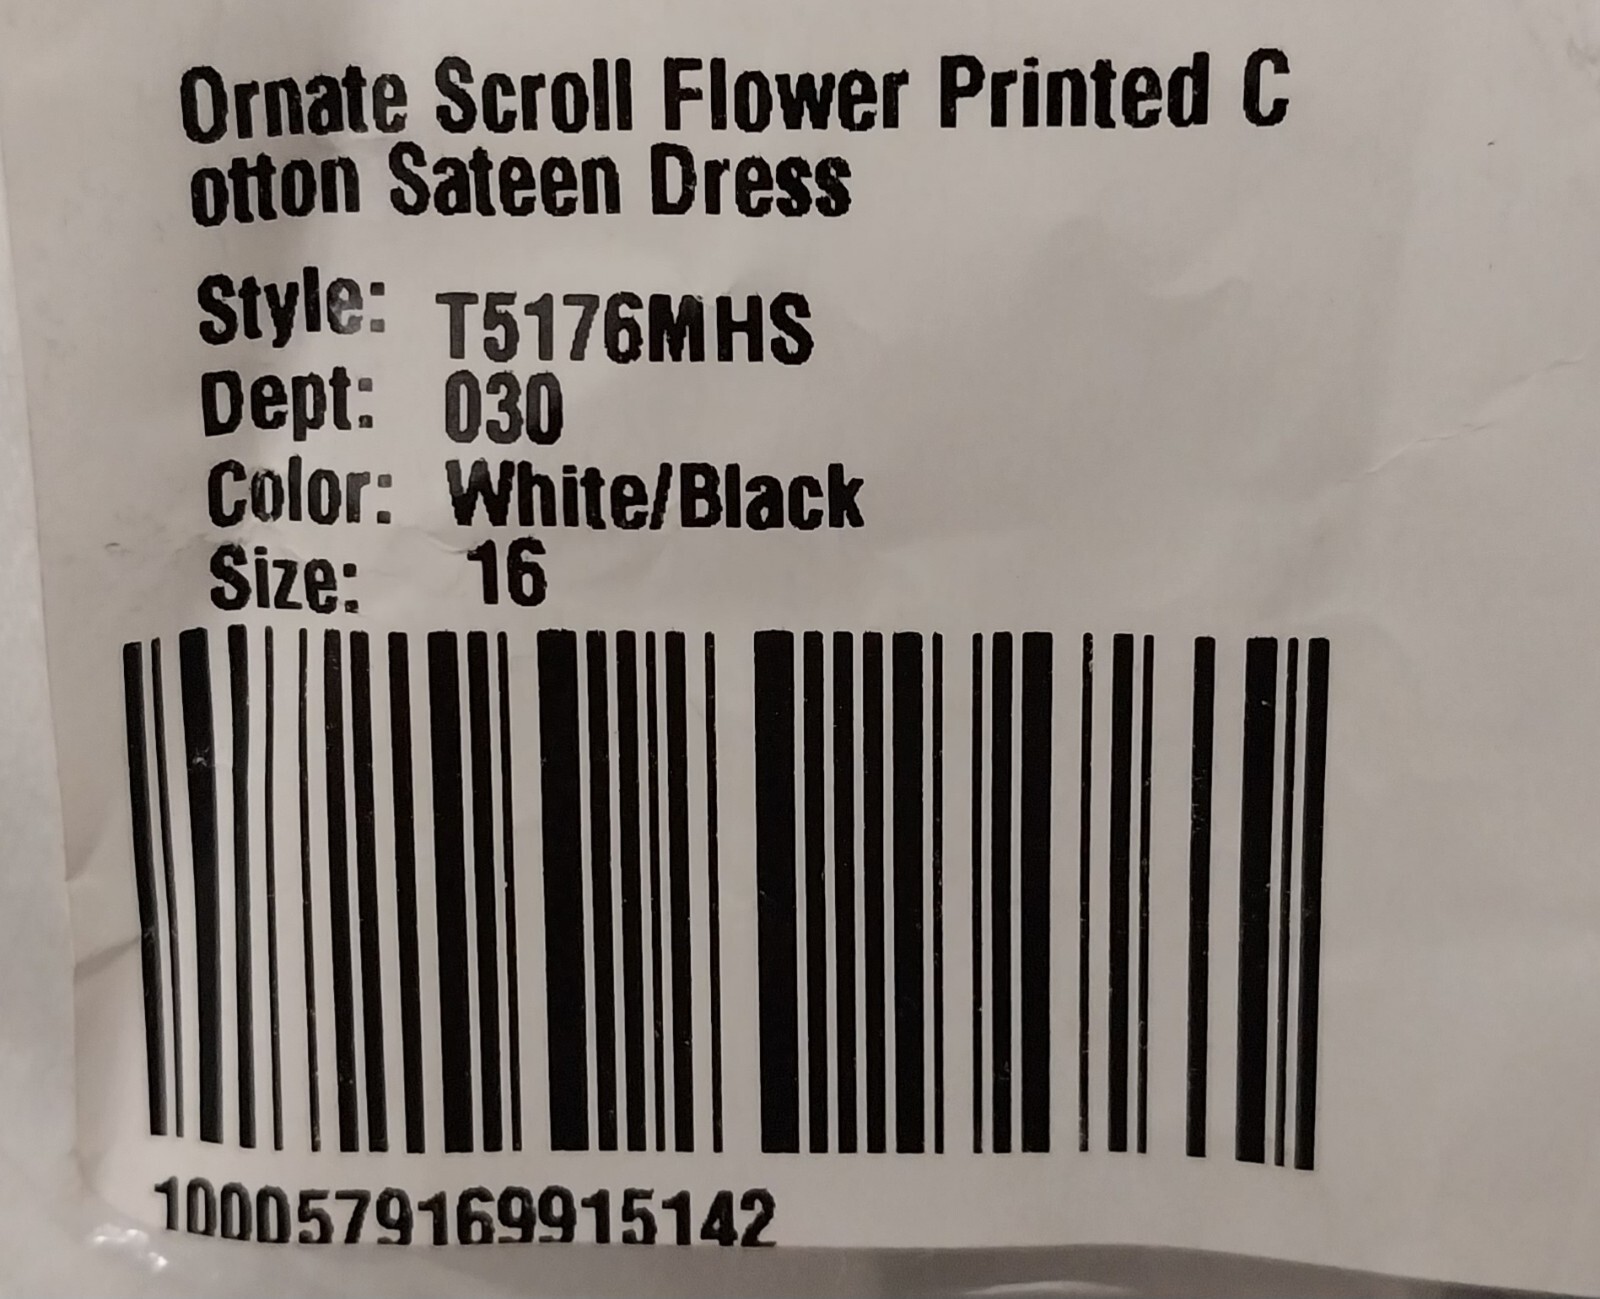 Ornate Scroll Flower Printed C
otton Sateen Dress
Style: T5176MHS
Dept: 030
Color: White/Black
Size: 16
1000579169915142